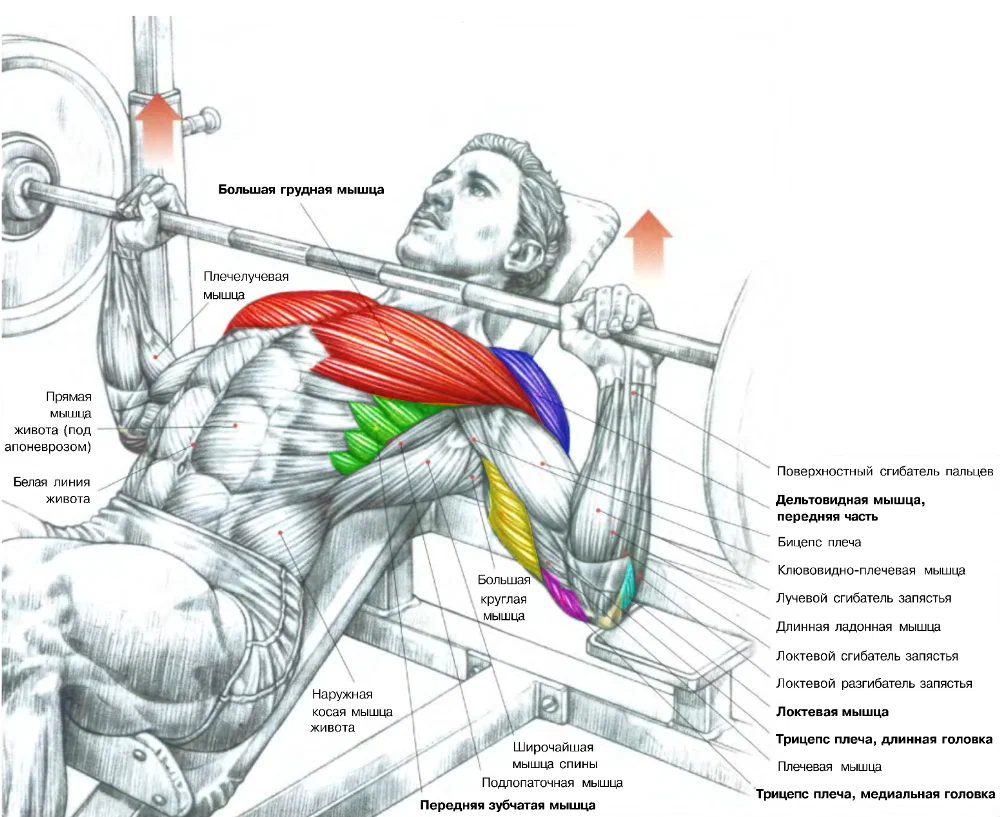 Большая грудная мышца
Плечелучевая
мышца
Прямая
мышца
живота (под
апоневрозом)
Белая линия
живота
Наружная
косая мышца
живота
Большая
круглая
мышца
Широчайшая
мышца спины
Подлопаточная мышца
Передняя зубчатая мышца
Поверхностный сгибатель пальцев
Дельтовидная мышца,
передняя часть
Бицепс плеча
Клювовидно-плечевая мышца
Лучевой сгибатель запястья
Длинная ладонная мышца
Локтевой сгибатель запястья
Локтевой разгибатель запястья
Локтевая мышца
Трицепс плеча, длинная головка
Плечевая мышца
Трицепс плеча, медиальная головка